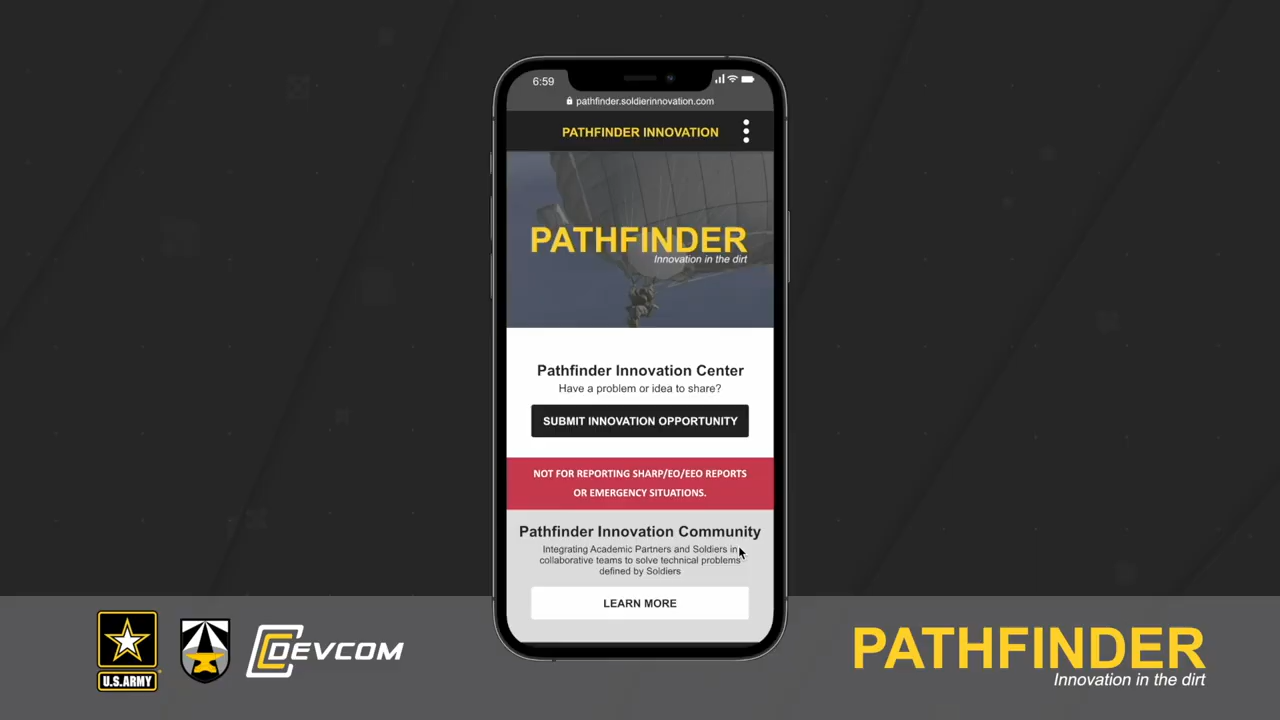 6:59
pathfinder.soldierinnovation.com
PATHFINDER INNOVATION
PATHFINDER
Innovation in the dirt
Pathfinder Innovation Center
Have a problem or idea to share?
SUBMIT INNOVATION OPPORTUNITY
NOT FOR REPORTING SHARP/EO/EEO REPORTS
OR EMERGENCY SITUATIONS.
Pathfinder Innovation Community
Integrating Academic Partners and Soldiers in
collaborative teams to solve technical problems
defined by Soldiers
LEARN MORE
U.S.ARMY
DEVCOM
PATHFINDER
Innovation in the dirt